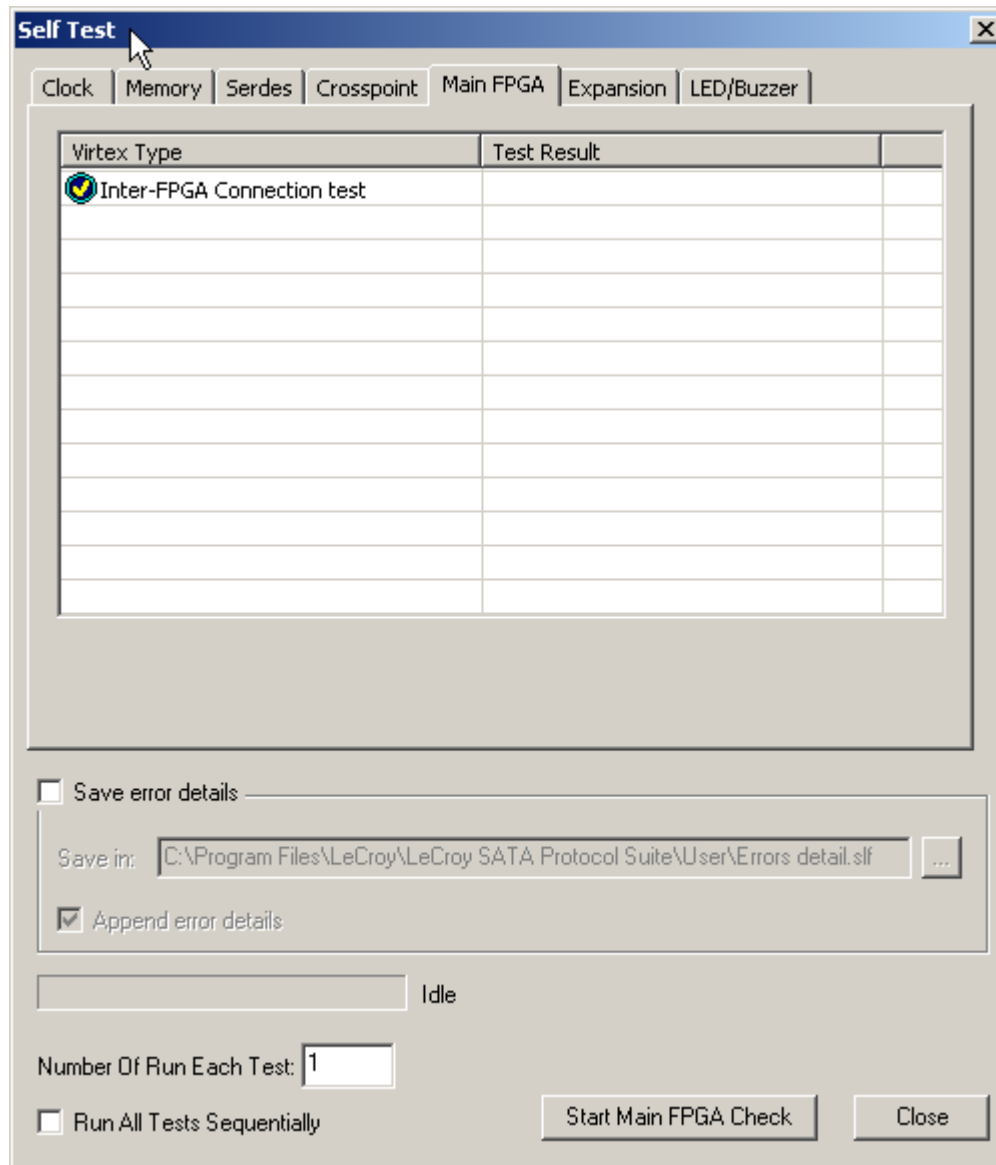 Self Test
Clock Memory Serdes Crosspoint Main FPGA Expansion LED/Buzzer
Virtex Type Test Result
Inter-FPGA Connection test
Save error details
Save in: C:\Program Files\LeCroy\LeCroy SATA Protocol Suite\User\Errors detail.slf ...
Append error details
Idle
Number Of Run Each Test: 1
Run All Tests Sequentially Start Main FPGA Check Close